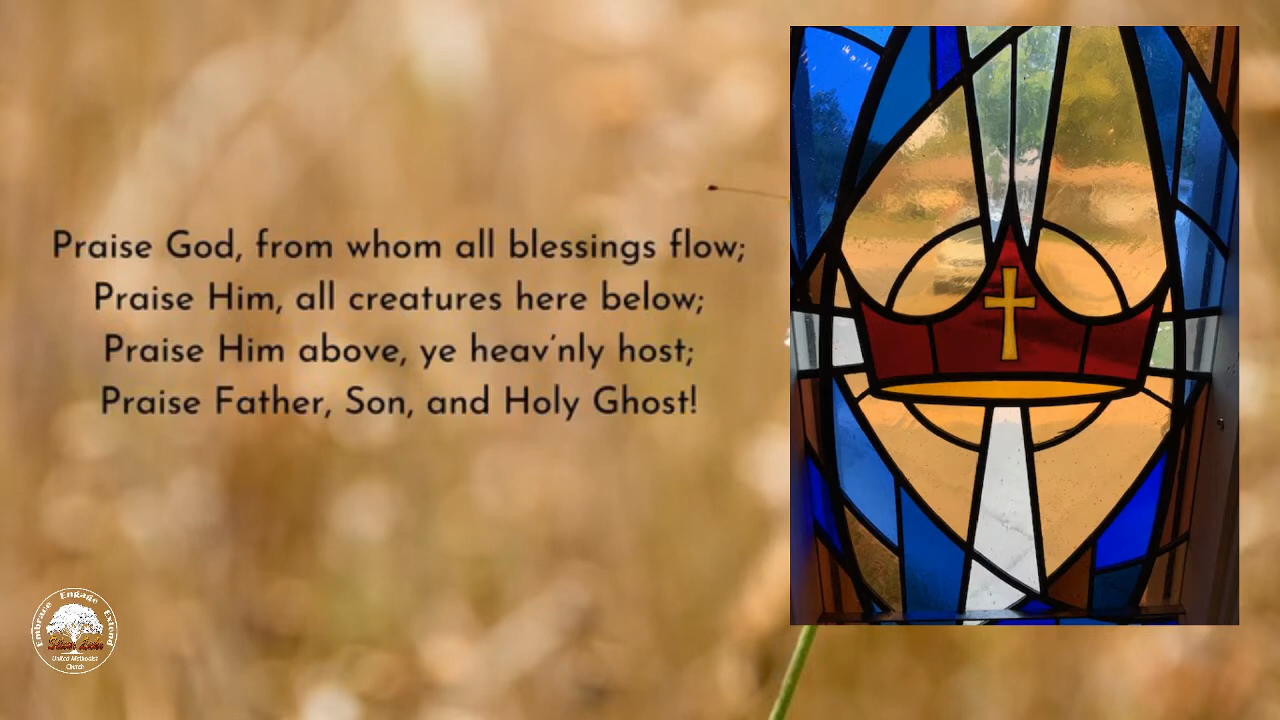 Praise God, from whom all blessings flow;
Praise Him, all creatures here below;
Praise Him above, ye heav'nly host;
Praise Father, Son, and Holy Ghost!
Embrace Engage Extend
United Methodist
Church